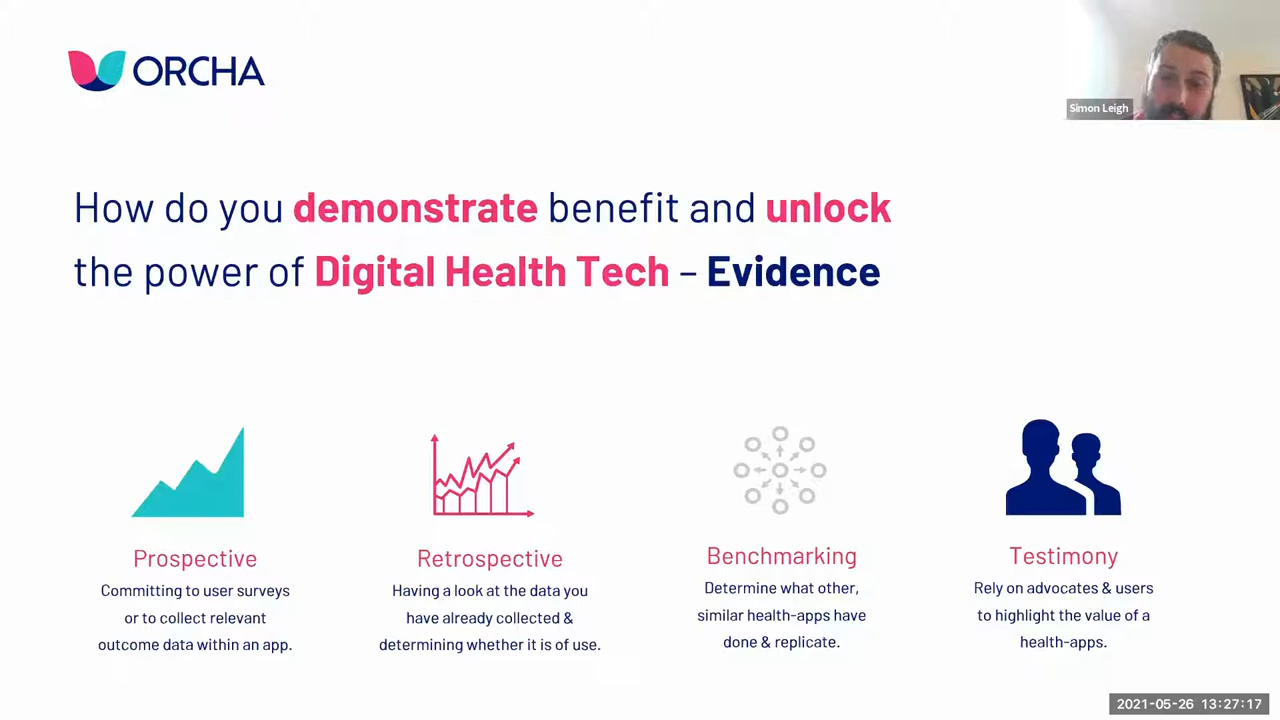 ORCHA
Simon Leigh
How do you demonstrate benefit and unlock
the power of Digital Health Tech – Evidence
Prospective
Committing to user surveys
or to collect relevant
outcome data within an app.
Retrospective
Having a look at the data you
have already collected &
determining whether it is of use.
Benchmarking
Determine what other,
similar health-apps have
done & replicate.
Testimony
Rely on advocates & users
to highlight the value of a
health-apps.
2021-05-26 13:27:17